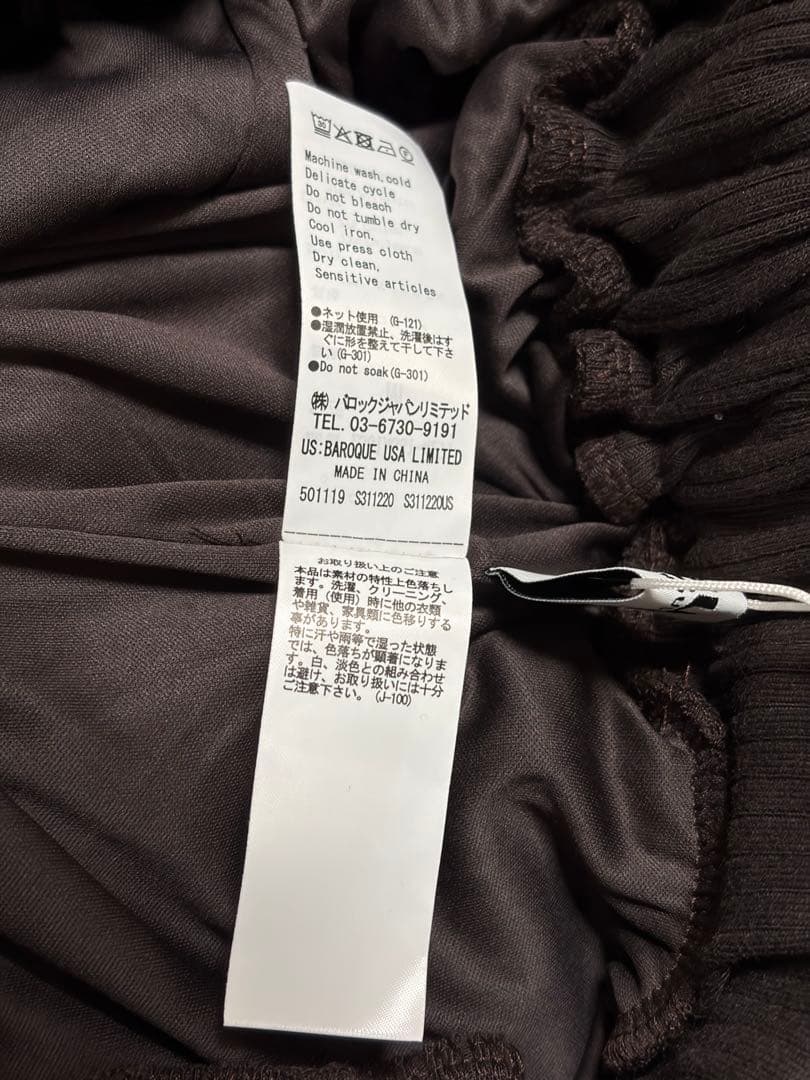 30
Machine wash,cold
Delicate cycle
Do not bleach
Do not tumble dry
Cool iron,
Use press cloth
Dry clean,
Sensitive articles
●ネット使用 (G-121)
●湿潤放置禁止、洗濯後はす
ぐに形を整えて干して下さ
い(G-301)
●Do not soak(G-301)
㈱ バロックジャパンリミテッド
TEL. 03-6730-9191
US:BAROQUE USA LIMITED
MADE IN CHINA
501119 S311220 S311220US
お取り扱い上のご注意
本品は素材の特性上色落ちし
ます。洗濯、クリーニング、
着用(使用)時に他の衣類
や雑貨、家具類に色移りする
事があります。
特に汗や雨等で湿った状態
では、色落ちが顕著になりま
す。白、淡色との組み合わせ
は避け、お取り扱いには十分
ご注意下さい。 (J-100)